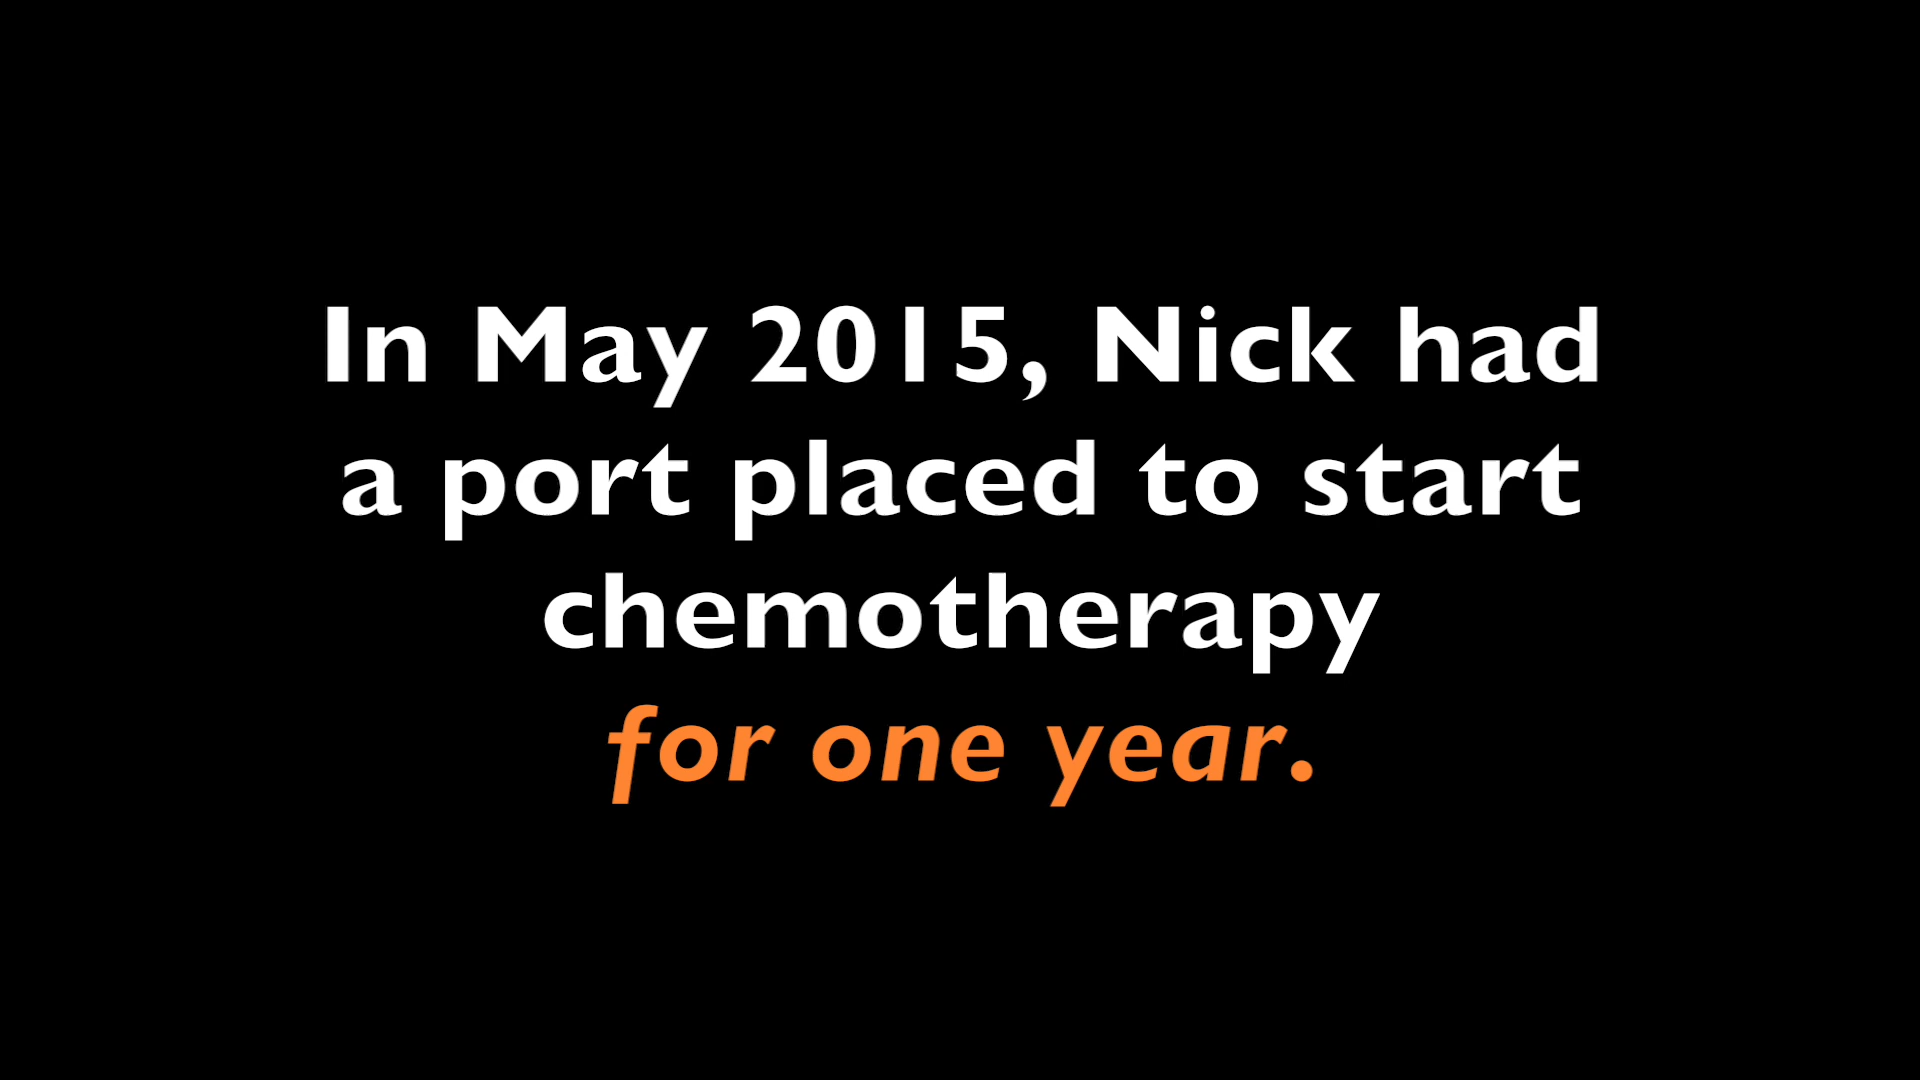 In May 2015, Nick had
a port placed to start
chemotherapy
for one year.